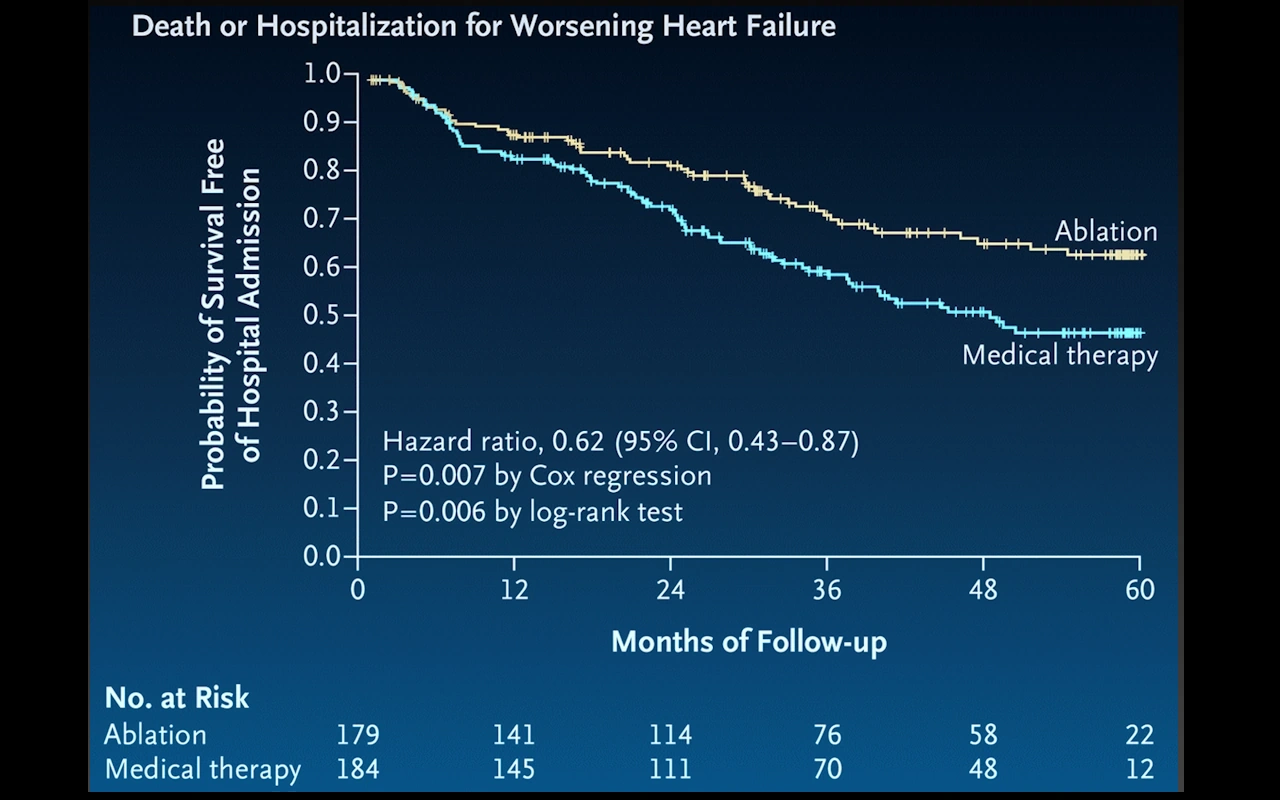 Death or Hospitalization for Worsening Heart Failure
Probability of Survival Free
of Hospital Admission
1.0
0.9
0.8
0.7
0.6
0.5
0.4
0.3
0.2
0.1
0.0
Ablation
Medical therapy
Hazard ratio, 0.62 (95% CI, 0.43–0.87)
P=0.007 by Cox regression
P=0.006 by log-rank test
0 12 24 36 48 60
Months of Follow-up
No. at Risk
Ablation 179 141 114 76 58 22
Medical therapy 184 145 111 70 48 12